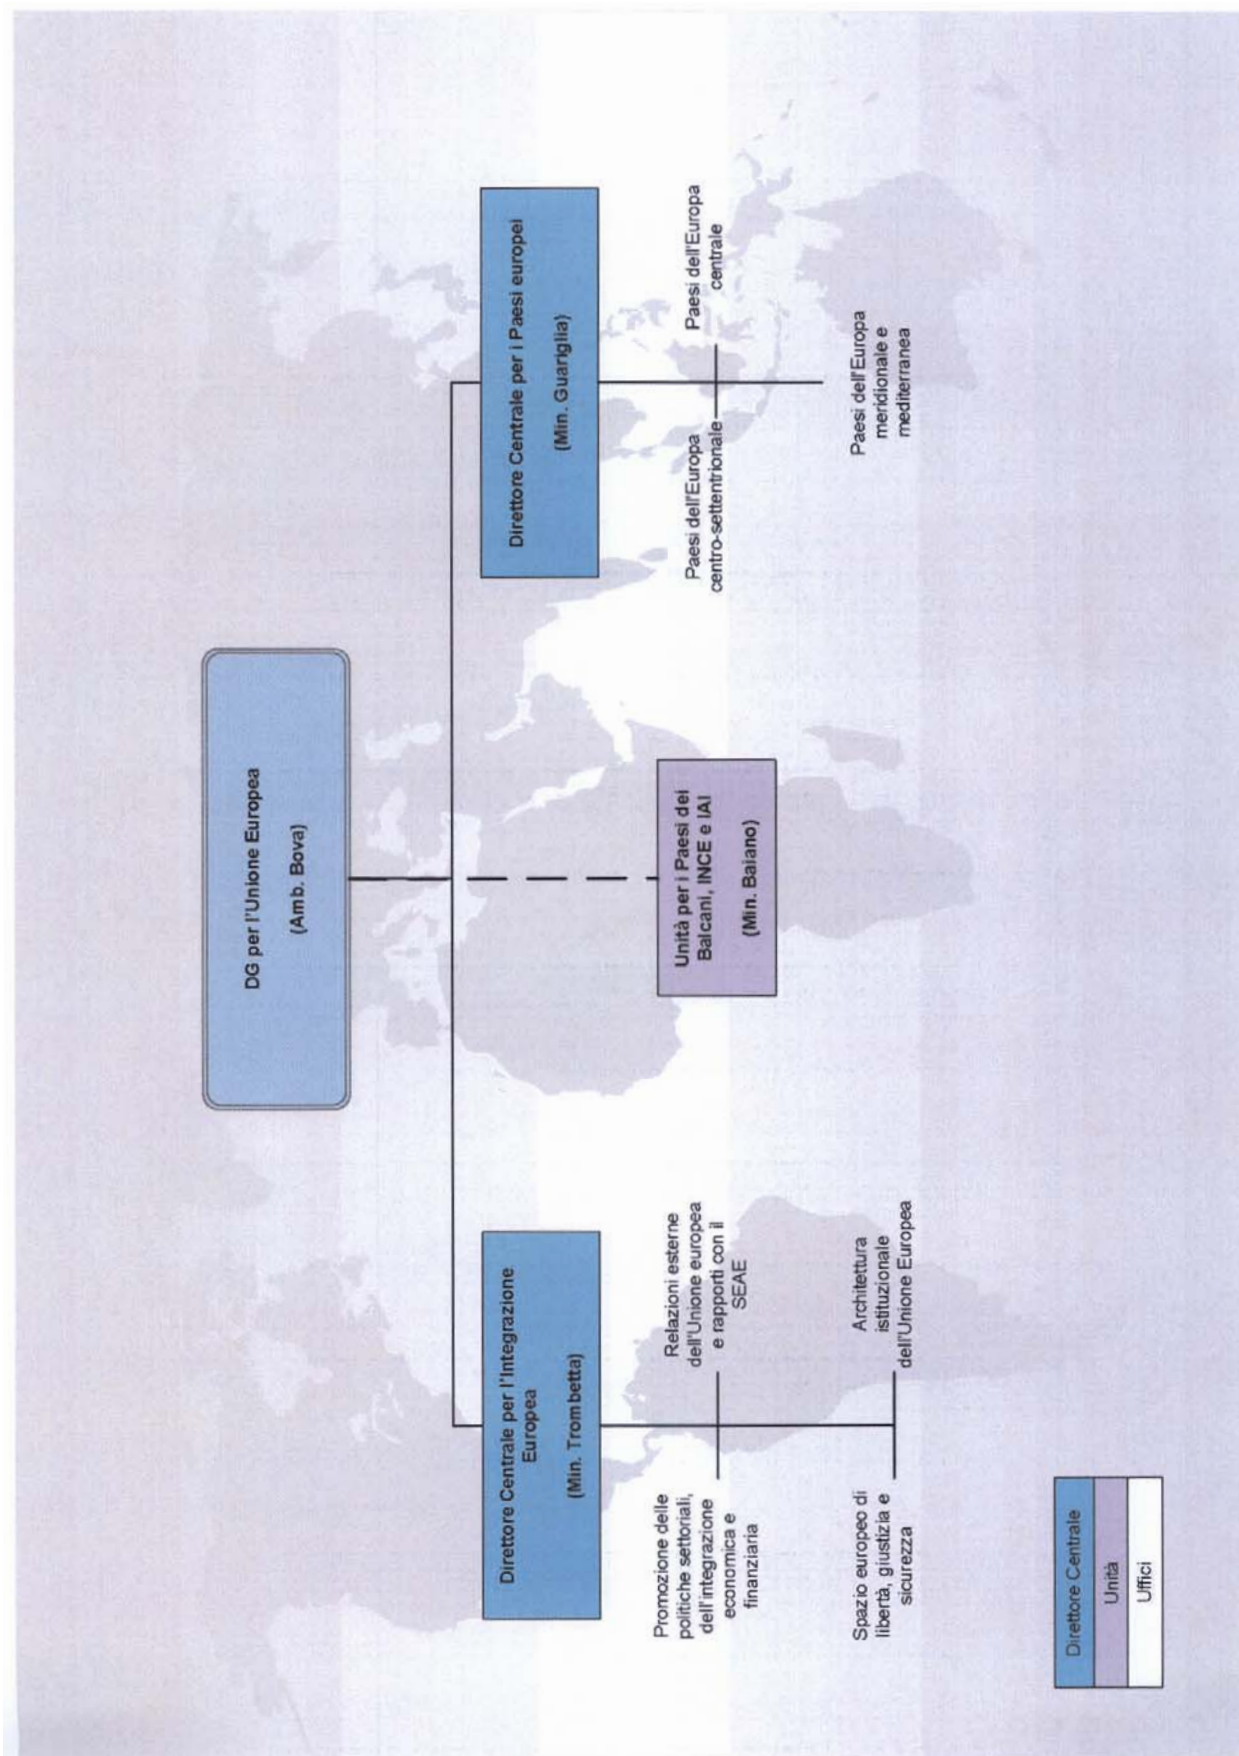 DG per l'Unione Europea
(Amb. Bova)
Direttore Centrale per l'Integrazione
Europea
(Min. Trombetta)
Direttore Centrale per i Paesi europei
(Min. Guariglia)
Unità per i Paesi dei
Balcani, INCE e IAI
(Min. Baiano)
Promozione delle
politiche settoriali,
dell'integrazione
economica e
finanziaria
Relazioni esterne
dell'Unione europea
e rapporti con il
SEAE
Spazio europeo di
libertà, giustizia e
sicurezza
Architettura
istituzionale
dell'Unione Europea
Paesi dell'Europa
centro-settentrionale
Paesi dell'Europa
centrale
Paesi dell'Europa
meridionale e
mediterranea
Direttore Centrale
Unità
Uffici